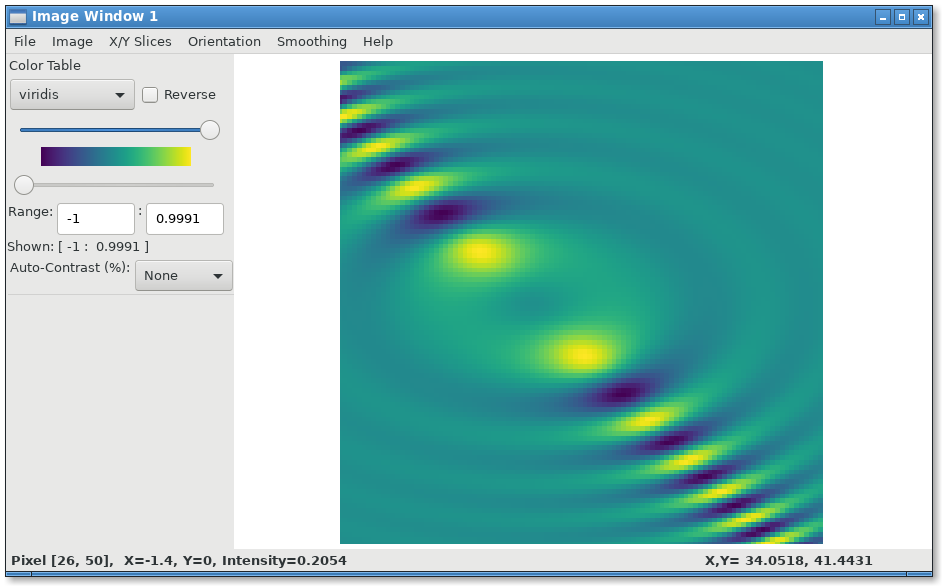 Image Window 1
File Image X/Y Slices Orientation Smoothing Help
Color Table
viridis Reverse
Range: -1 : 0.9991
Shown: [ -1 : 0.9991 ]
Auto-Contrast (%): None
Pixel [26, 50], X=-1.4, Y=0, Intensity=0.2054 X,Y= 34.0518, 41.4431